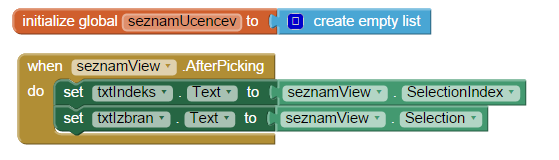 initialize global seznamUcencev to create empty list
when seznamView .AfterPicking
do set txtIndeks . Text to seznamView . SelectionIndex
set txtIzbran . Text to seznamView . Selection